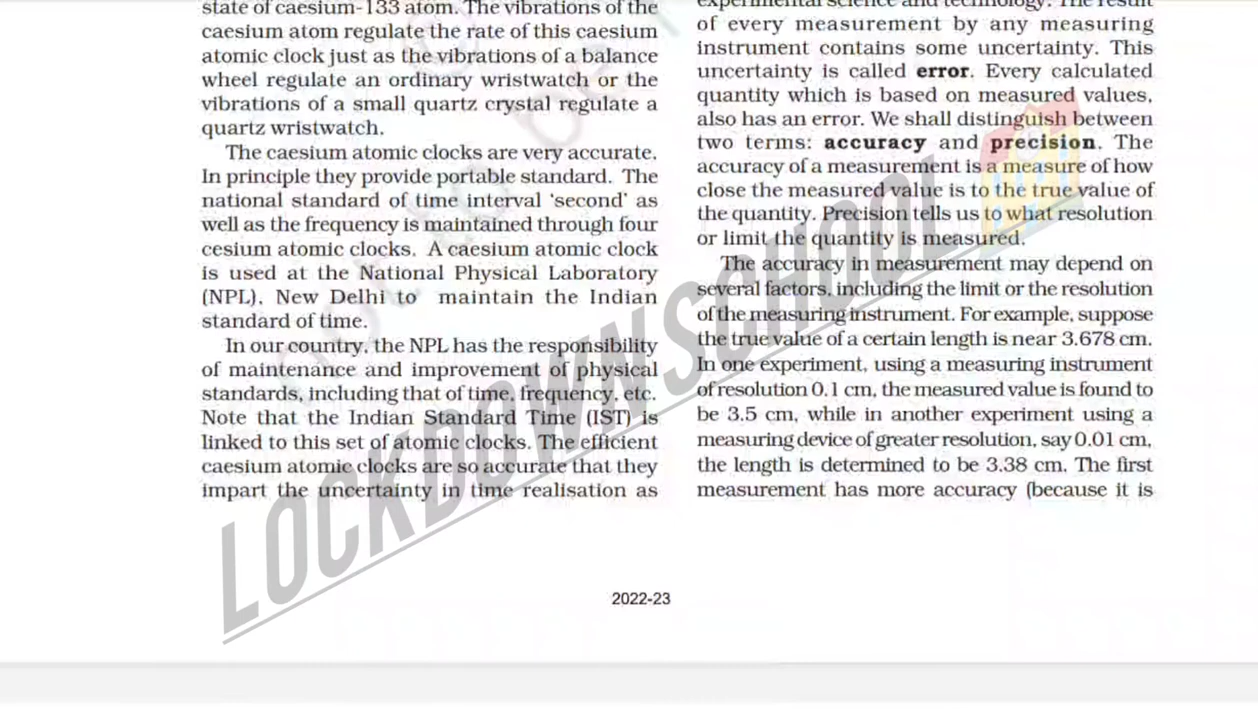 state of caesium-133 atom. The vibrations of the
caesium atom regulate the rate of this caesium
atomic clock just as the vibrations of a balance
wheel regulate an ordinary wristwatch or the
vibrations of a small quartz crystal regulate a
quartz wristwatch.
The caesium atomic clocks are very accurate.
In principle they provide portable standard. The
national standard of time interval ‘second’ as
well as the frequency is maintained through four
cesium atomic clocks. A caesium atomic clock
is used at the National Physical Laboratory
(NPL), New Delhi to maintain the Indian
standard of time.
In our country, the NPL has the responsibility
of maintenance and improvement of physical
standards, including that of time, frequency, etc.
Note that the Indian Standard Time (IST) is
linked to this set of atomic clocks. The efficient
caesium atomic clocks are so accurate that they
impart the uncertainty in time realisation as
experimental science and technology. The result
of every measurement by any measuring
instrument contains some uncertainty. This
uncertainty is called error. Every calculated
quantity which is based on measured values,
also has an error. We shall distinguish between
two terms: accuracy and precision. The
accuracy of a measurement is a measure of how
close the measured value is to the true value of
the quantity. Precision tells us to what resolution
or limit the quantity is measured.
The accuracy in measurement may depend on
several factors, including the limit or the resolution
of the measuring instrument. For example, suppose
the true value of a certain length is near 3.678 cm.
In one experiment, using a measuring instrument
of resolution 0.1 cm, the measured value is found to
be 3.5 cm, while in another experiment using a
measuring device of greater resolution, say 0.01 cm,
the length is determined to be 3.38 cm. The first
measurement has more accuracy (because it is
LOCKDOWN SCHOOL
2022-23